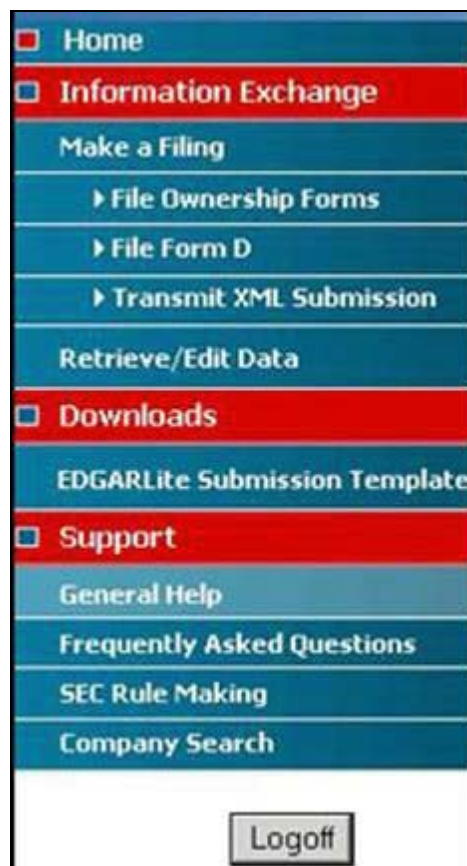 Home
Information Exchange
Make a Filing
File Ownership Forms
File Form D
Transmit XML Submission
Retrieve/Edit Data
Downloads
EDGARLite Submission Template
Support
General Help
Frequently Asked Questions
SEC Rule Making
Company Search
Logoff